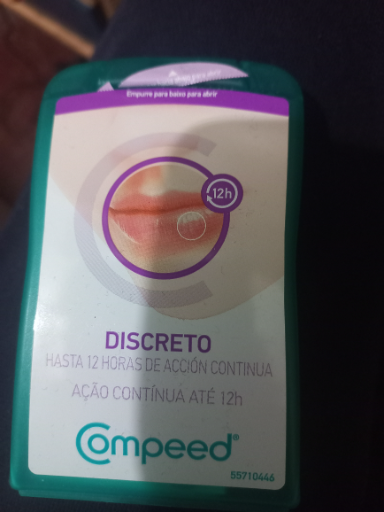 Empurre para baixo para abrir
12h
DISCRETO
HASTA 12 HORAS DE ACCIÓN CONTINUA
AÇÃO CONTÍNUA ATÉ 12h
Compeed®
55710446